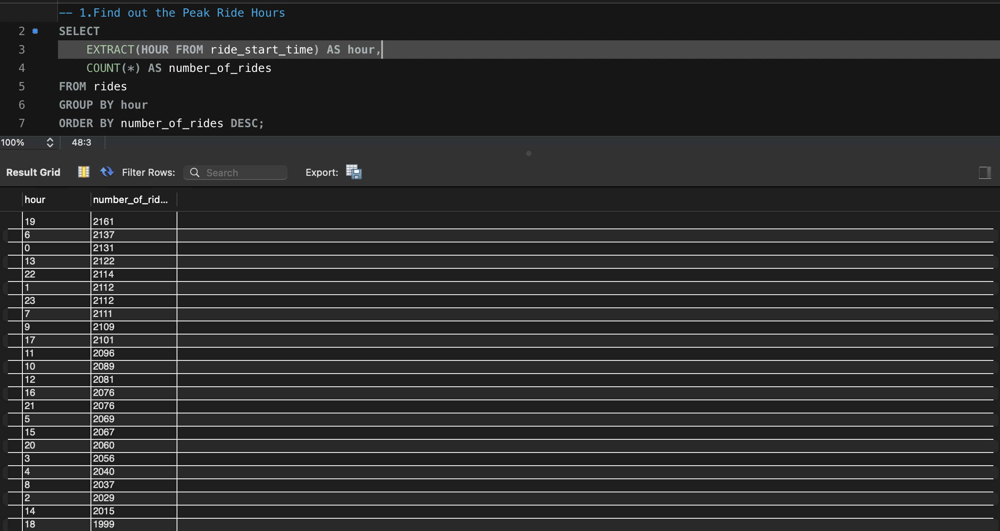 -- 1.Find out the Peak Ride Hours
2 SELECT
3 EXTRACT(HOUR FROM ride_start_time) AS hour,
4 COUNT(*) AS number_of_rides
5 FROM rides
6 GROUP BY hour
7 ORDER BY number_of_rides DESC;
100% 48:3
Result Grid Filter Rows: Search Export:
hour number_of_rid...
19 2161
6 2137
0 2131
13 2122
22 2114
1 2112
23 2112
7 2111
9 2109
17 2101
11 2096
10 2089
12 2081
16 2076
21 2076
5 2069
15 2067
20 2060
3 2056
4 2040
8 2037
2 2029
14 2015
18 1999